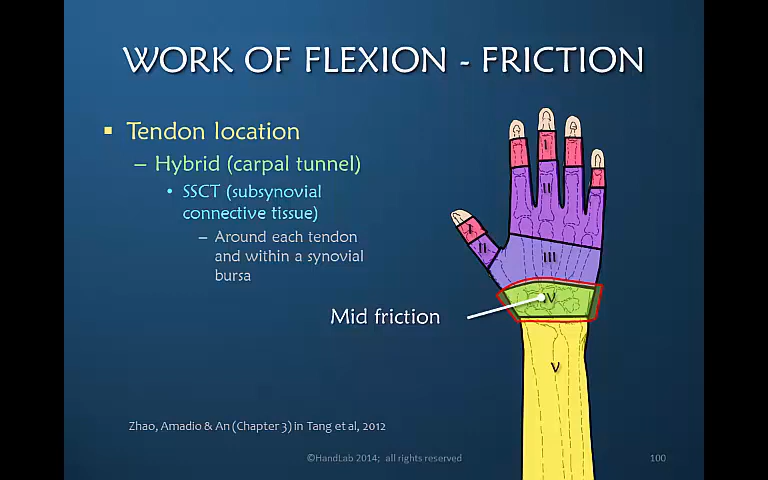 WORK OF FLEXION - FRICTION
▪ Tendon location
– Hybrid (carpal tunnel)
• SSCT (subsynovial
connective tissue)
– Around each tendon
and within a synovial
bursa
Mid friction
I
II
I
II
III
IV
V
Zhao, Amadio & An (Chapter 3) in Tang et al, 2012
©HandLab 2014; all rights reserved
100